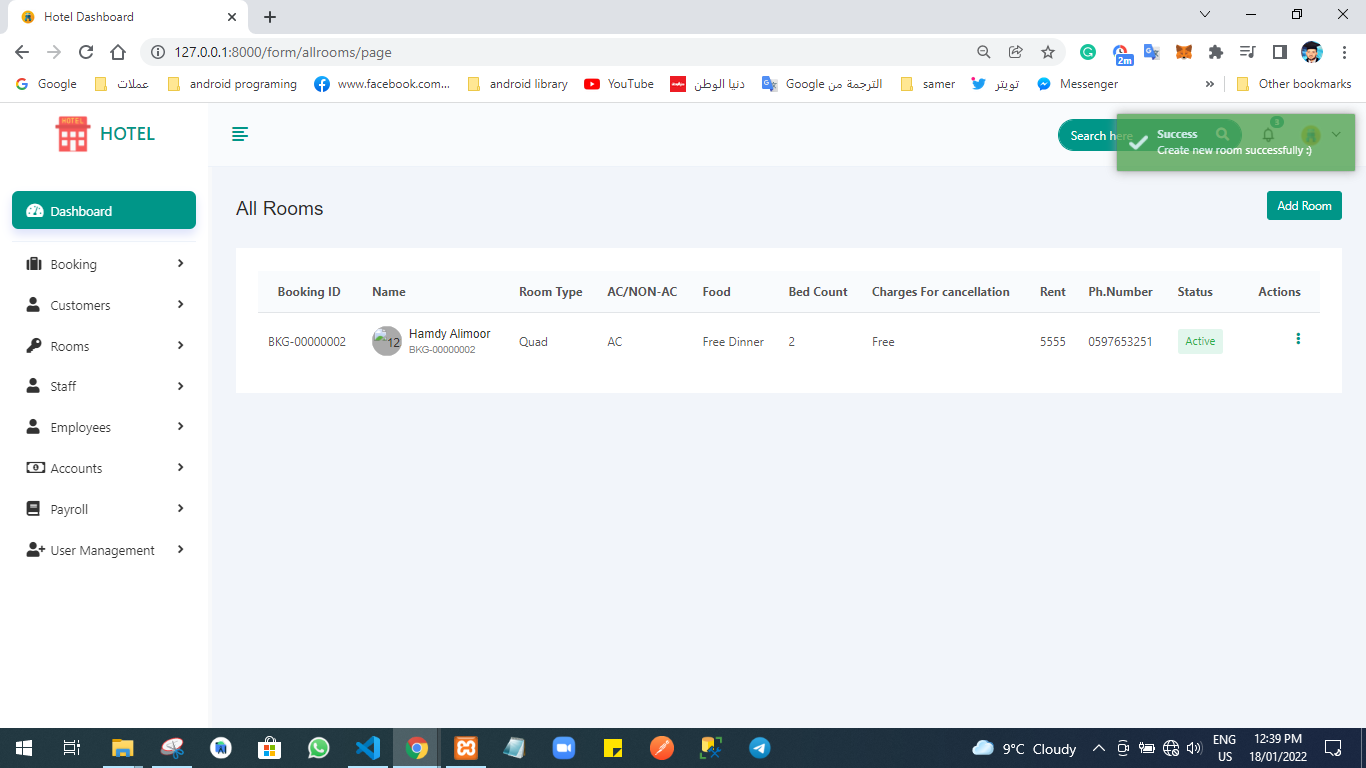 Hotel Dashboard
127.0.0.1:8000/form/allrooms/page
2m
Google
عملات
android programing
www.facebook.com...
android library
YouTube
دنيا الوطن
الترجمة من Google
samer
تويتر
Messenger
»
Other bookmarks
HOTEL
HOTEL
Search here
3
Success
Create new room successfully :)
Dashboard
Booking
Customers
Rooms
Staff
Employees
Accounts
Payroll
User Management
All Rooms
Add Room
Booking ID Name Room Type AC/NON-AC Food Bed Count Charges For cancellation Rent Ph.Number Status Actions
BKG-00000002 12 Hamdy Alimoor Quad AC Free Dinner 2 Free 5555 0597653251 Active
BKG-00000002
9°C Cloudy
ENG
US
12:39 PM
18/01/2022